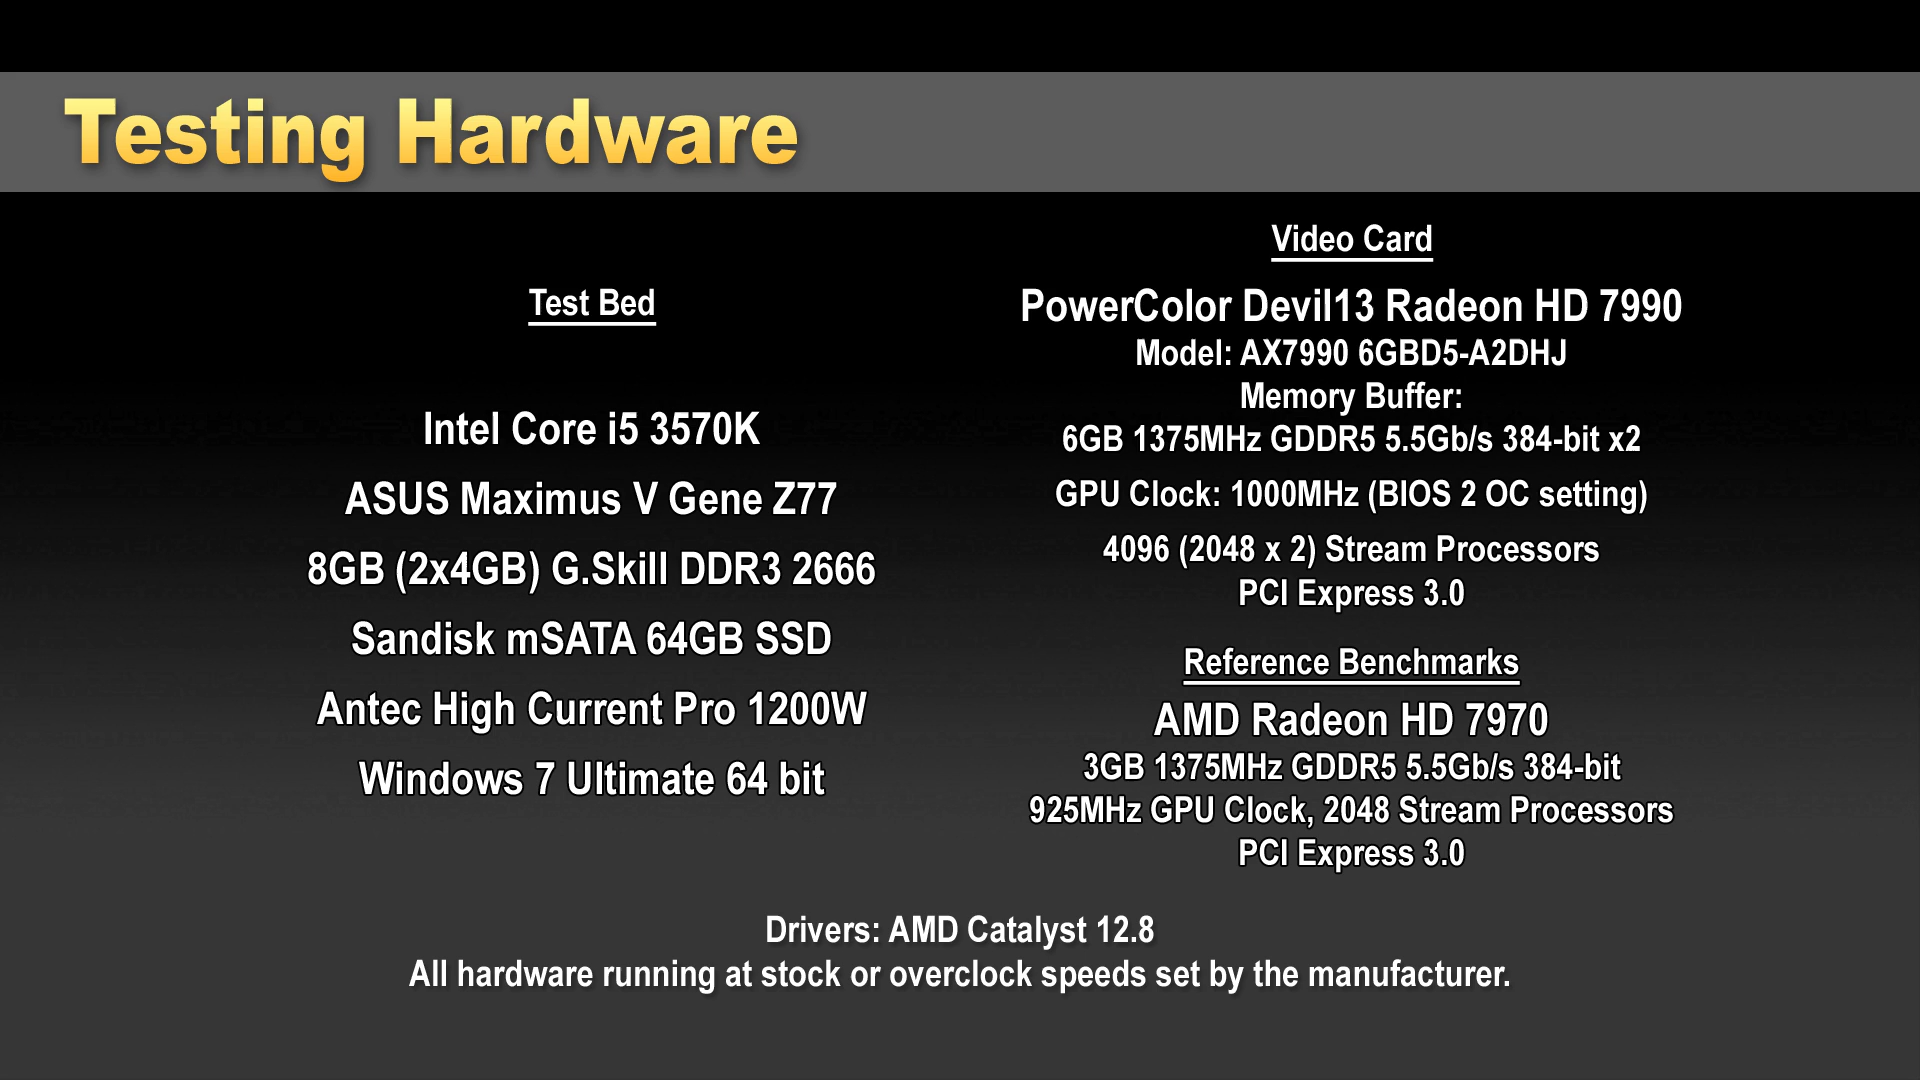 Testing Hardware
Test Bed
Intel Core i5 3570K
ASUS Maximus V Gene Z77
8GB (2x4GB) G.Skill DDR3 2666
Sandisk mSATA 64GB SSD
Antec High Current Pro 1200W
Windows 7 Ultimate 64 bit
Video Card
PowerColor Devil13 Radeon HD 7990
Model: AX7990 6GBD5-A2DHJ
Memory Buffer:
6GB 1375MHz GDDR5 5.5Gb/s 384-bit x2
GPU Clock: 1000MHz (BIOS 2 OC setting)
4096 (2048 x 2) Stream Processors
PCI Express 3.0
Reference Benchmarks
AMD Radeon HD 7970
3GB 1375MHz GDDR5 5.5Gb/s 384-bit
925MHz GPU Clock, 2048 Stream Processors
PCI Express 3.0
Drivers: AMD Catalyst 12.8
All hardware running at stock or overclock speeds set by the manufacturer.